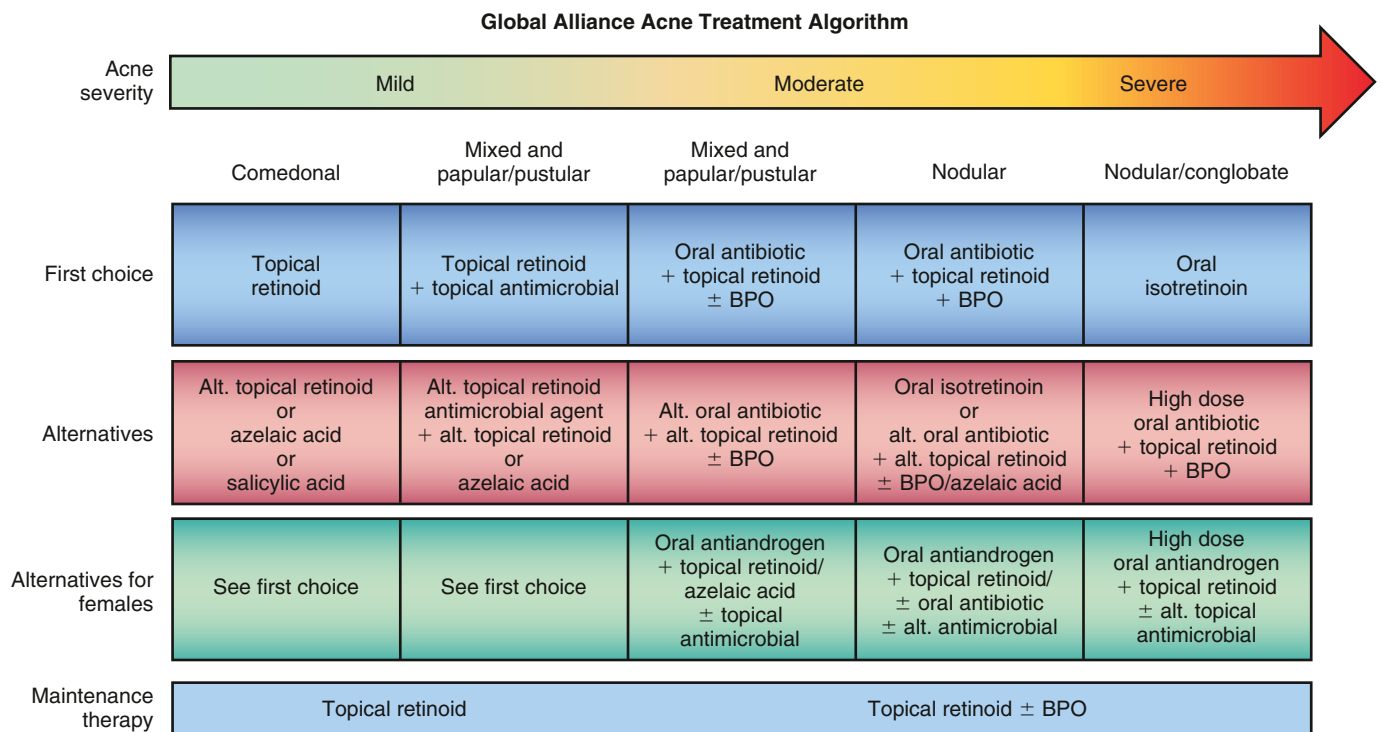 Global Alliance Acne Treatment Algorithm
Acne
severity
Mild
Moderate
Severe
Comedonal
Mixed and
papular/pustular
Mixed and
papular/pustular
Nodular
Nodular/conglobate
First choice
Topical
retinoid
Topical retinoid
+ topical antimicrobial
Oral antibiotic
+ topical retinoid
± BPO
Oral antibiotic
+ topical retinoid
+ BPO
Oral
isotretinoin
Alternatives
Alt. topical retinoid
or
azelaic acid
or
salicylic acid
Alt. topical retinoid
antimicrobial agent
+ alt. topical retinoid
or
azelaic acid
Alt. oral antibiotic
+ alt. topical retinoid
± BPO
Oral isotretinoin
or
alt. oral antibiotic
+ alt. topical retinoid
± BPO/azelaic acid
High dose
oral antibiotic
+ topical retinoid
+ BPO
Alternatives for
females
See first choice
See first choice
Oral antiandrogen
+ topical retinoid/
azelaic acid
± topical
antimicrobial
Oral antiandrogen
+ topical retinoid/
± oral antibiotic
± alt. antimicrobial
High dose
oral antiandrogen
+ topical retinoid
± alt. topical
antimicrobial
Maintenance
therapy
Topical retinoid
Topical retinoid ± BPO